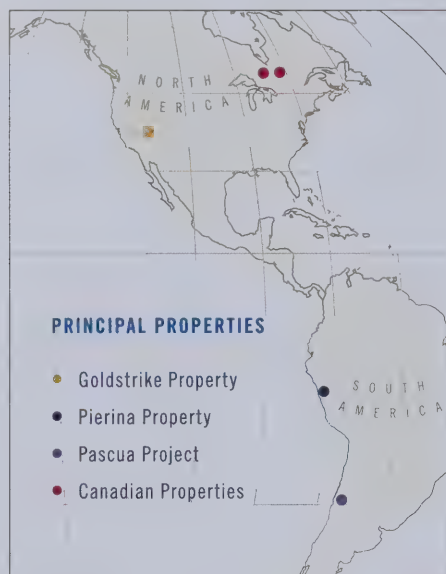 NORTH
AMERICA
PRINCIPAL PROPERTIES
Goldstrike Property
Pierina Property
Pascua Project
Canadian Properties
SOUTH
AMERICA